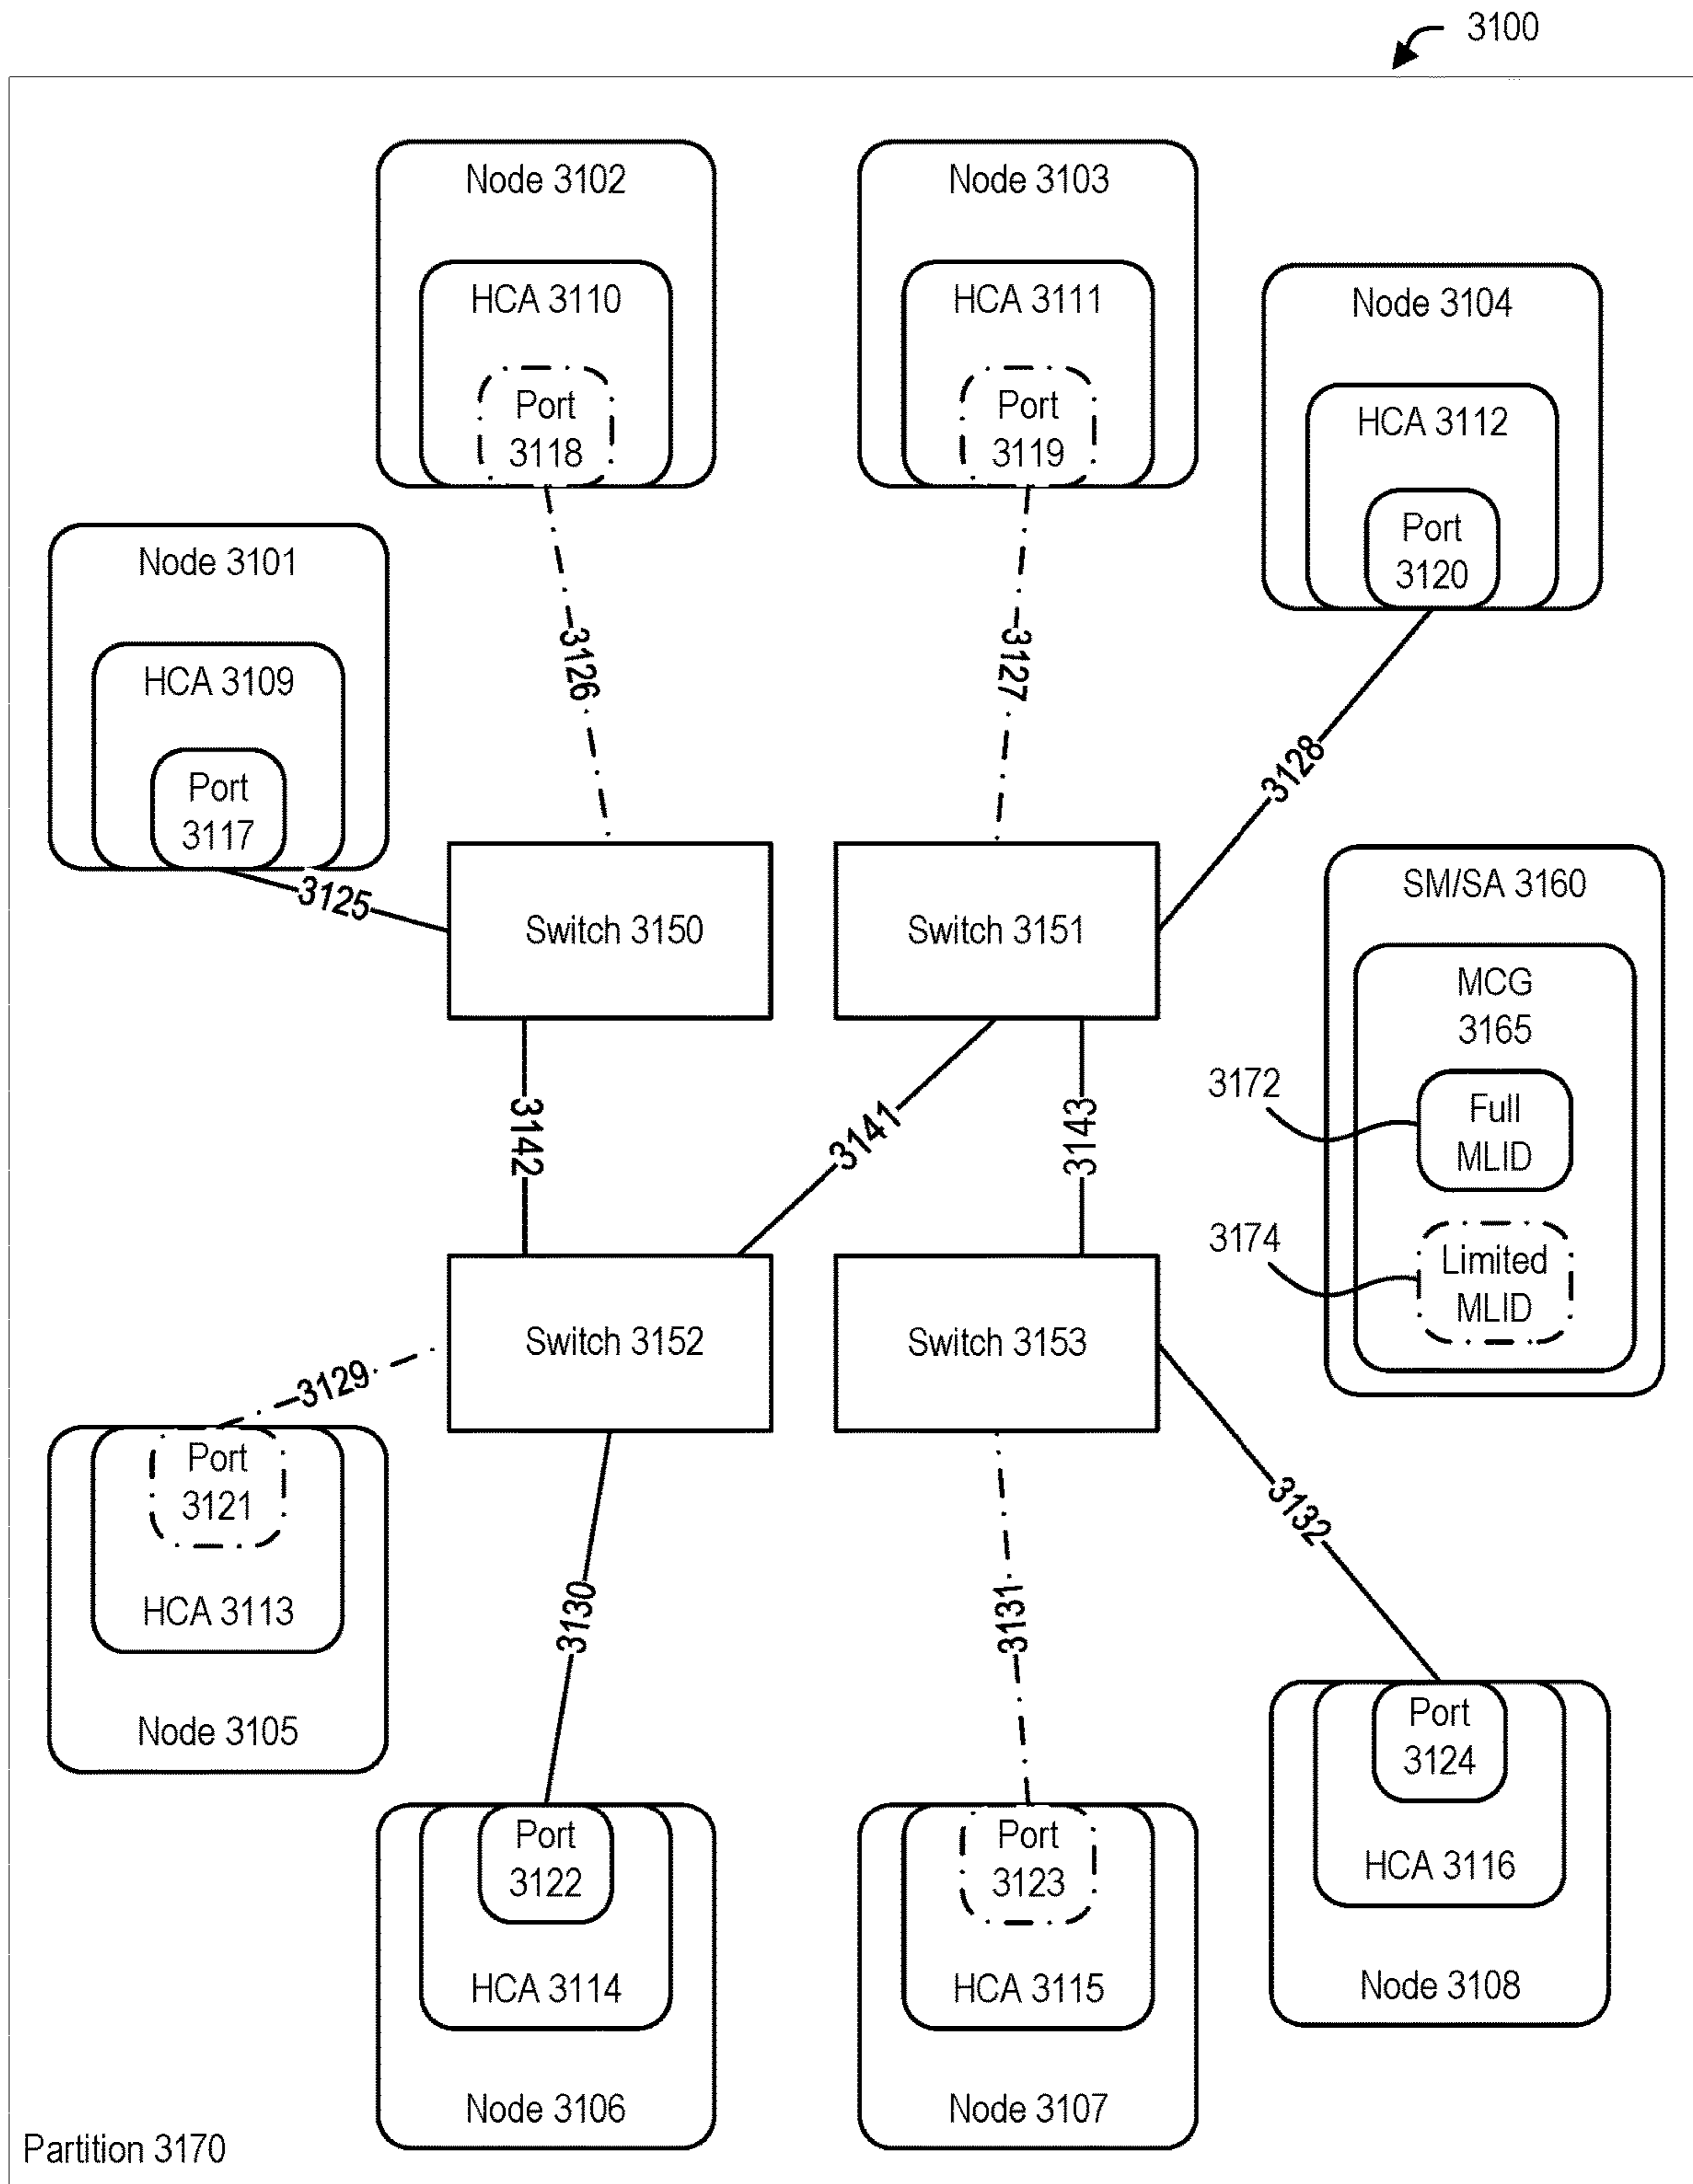 3100
Node 3102
HCA 3110
Port
3118
Node 3103
HCA 3111
Port
3119
Node 3104
HCA 3112
Port
3120
Node 3101
HCA 3109
Port
3117
3126
3127
3128
3125
Switch 3150
Switch 3151
SM/SA 3160
MCG
3165
3172
Full
MLID
3174
Limited
MLID
3142
3141
3143
Switch 3152
Switch 3153
3129
3130
3131
3132
Port
3121
HCA 3113
Node 3105
Port
3122
HCA 3114
Node 3106
Port
3123
HCA 3115
Node 3107
Port
3124
HCA 3116
Node 3108
Partition 3170